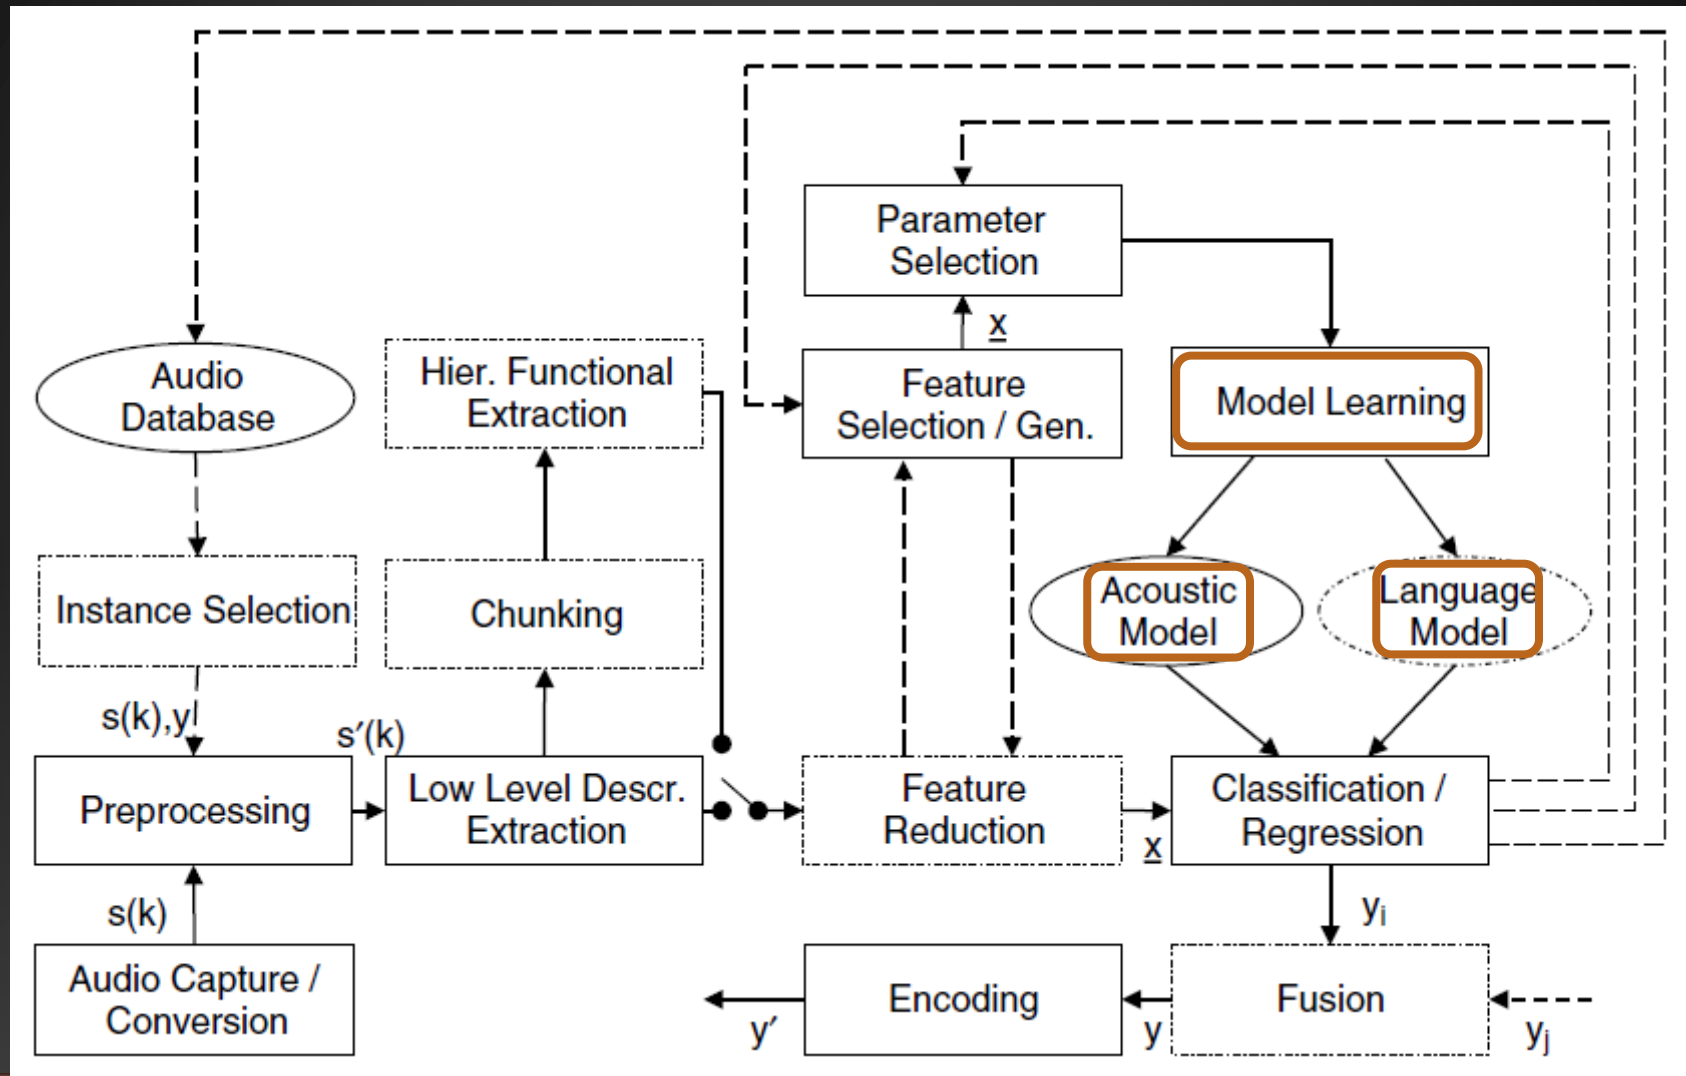 Parameter
Selection
x
Audio
Database
Hier. Functional
Extraction
Feature
Selection / Gen.
Model Learning
Instance Selection
Chunking
Acoustic
Model
Language
Model
s(k),y
s′(k)
Preprocessing
Low Level Descr.
Extraction
Feature
Reduction
x
Classification /
Regression
s(k)
yi
Audio Capture /
Conversion
y′
Encoding
y
Fusion
yj